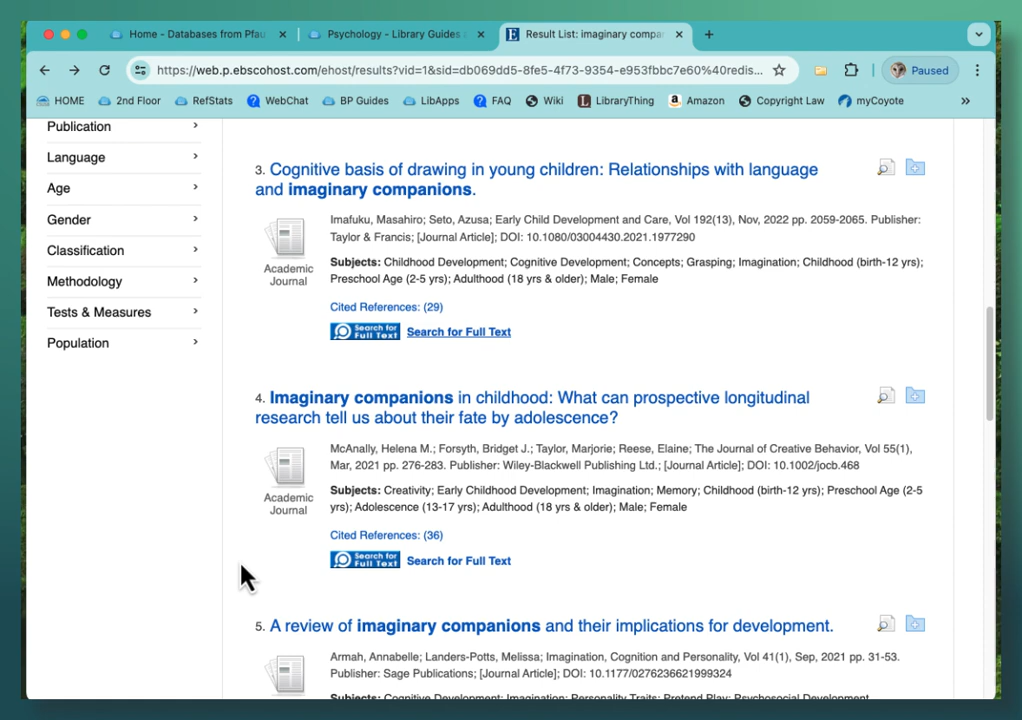 Home - Databases from Pfau
Psychology - Library Guides
Result List: imaginary compa
https://web.p.ebscohost.com/ehost/results?vid=1&sid=db069dd5-8fe5-4f73-9354-e953fbbc7e60%40redis...
Paused
HOME 2nd Floor RefStats WebChat BP Guides LibApps FAQ Wiki LibraryThing Amazon Copyright Law myCoyote
Publication
Language
Age
Gender
Classification
Methodology
Tests & Measures
Population
3. Cognitive basis of drawing in young children: Relationships with language
and imaginary companions.
Academic
Journal
Imafuku, Masahiro; Seto, Azusa; Early Child Development and Care, Vol 192(13), Nov, 2022 pp. 2059-2065. Publisher:
Taylor & Francis; [Journal Article]; DOI: 10.1080/03004430.2021.1977290
Subjects: Childhood Development; Cognitive Development; Concepts; Grasping; Imagination; Childhood (birth-12 yrs);
Preschool Age (2-5 yrs); Adulthood (18 yrs & older); Male; Female
Cited References: (29)
Search for
Full Text
Search for Full Text
4. Imaginary companions in childhood: What can prospective longitudinal
research tell us about their fate by adolescence?
Academic
Journal
McAnally, Helena M.; Forsyth, Bridget J.; Taylor, Marjorie; Reese, Elaine; The Journal of Creative Behavior, Vol 55(1),
Mar, 2021 pp. 276-283. Publisher: Wiley-Blackwell Publishing Ltd.; [Journal Article]; DOI: 10.1002/jocb.468
Subjects: Creativity; Early Childhood Development; Imagination; Memory; Childhood (birth-12 yrs); Preschool Age (2-5
yrs); Adolescence (13-17 yrs); Adulthood (18 yrs & older); Male; Female
Cited References: (36)
Search for
Full Text
Search for Full Text
5. A review of imaginary companions and their implications for development.
Armah, Annabelle; Landers-Potts, Melissa; Imagination, Cognition and Personality, Vol 41(1), Sep, 2021 pp. 31-53.
Publisher: Sage Publications; [Journal Article]; DOI: 10.1177/0276236621999324
Subjects: Cognitive Development; Imagination; Personality Traits; Pretend Play; Psychosocial Development